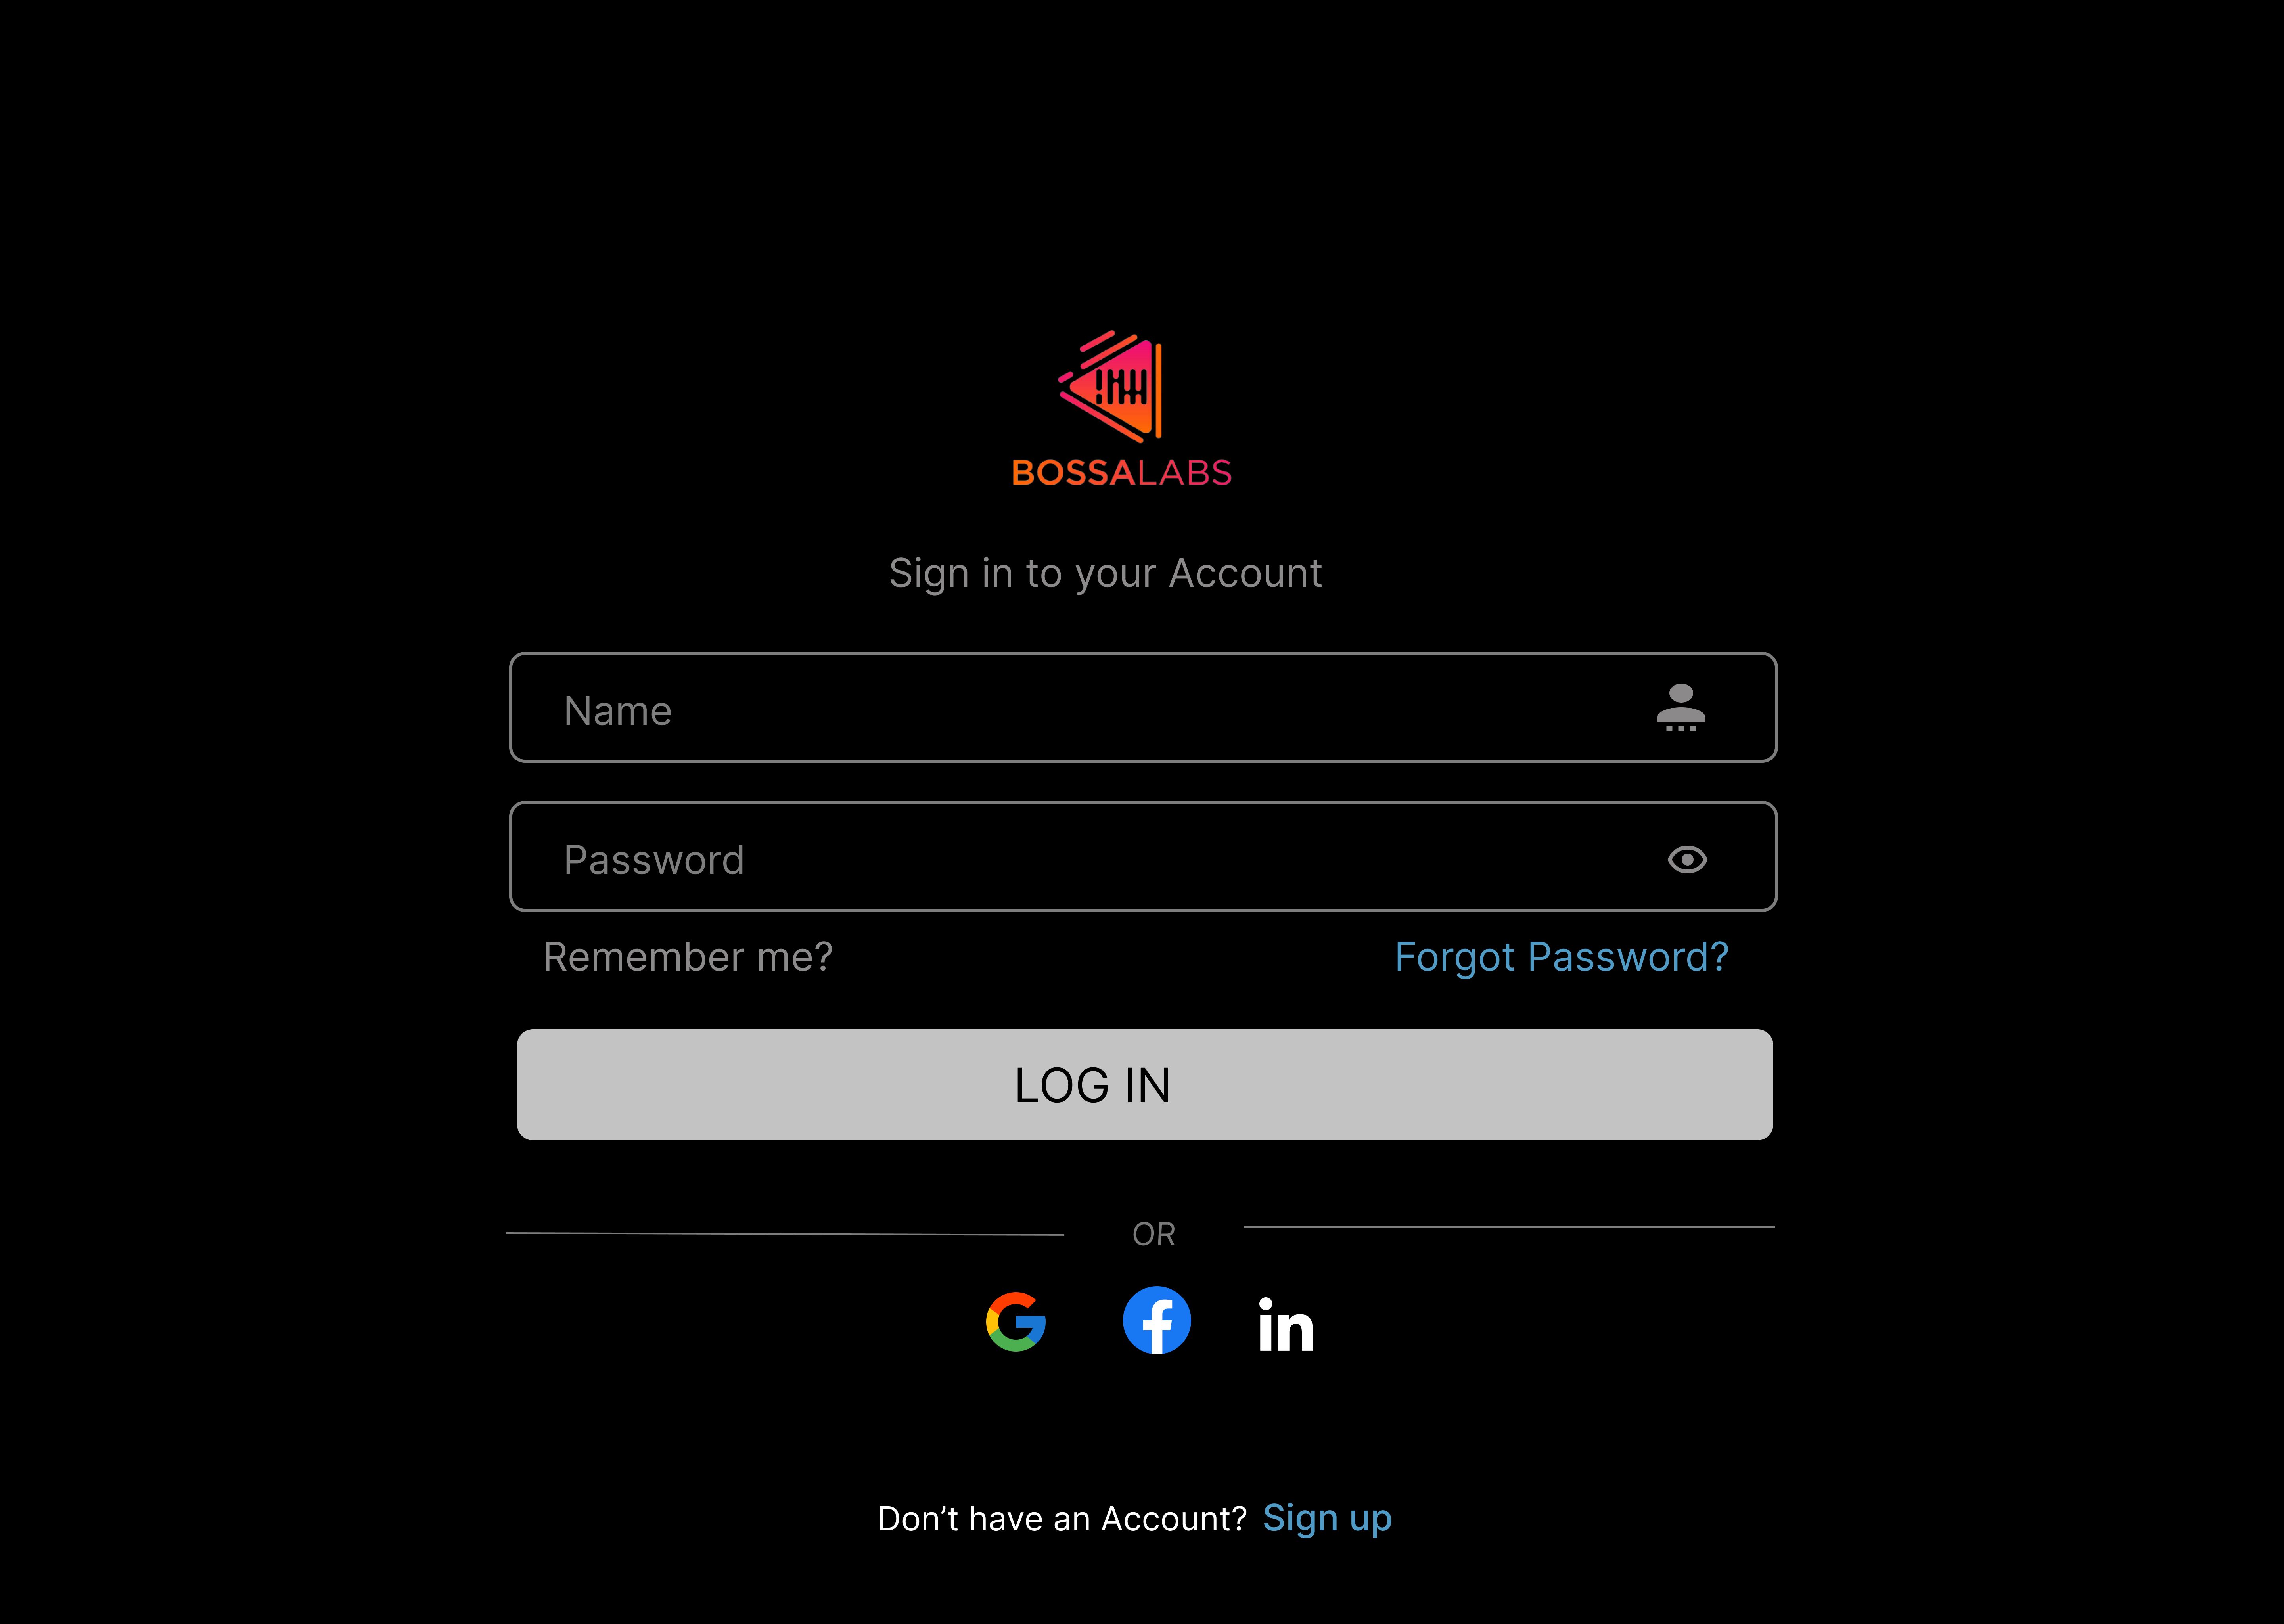 BOSSALABS
Sign in to your Account
Name
Password
Remember me? Forgot Password?
LOG IN
OR
Don’t have an Account? Sign up